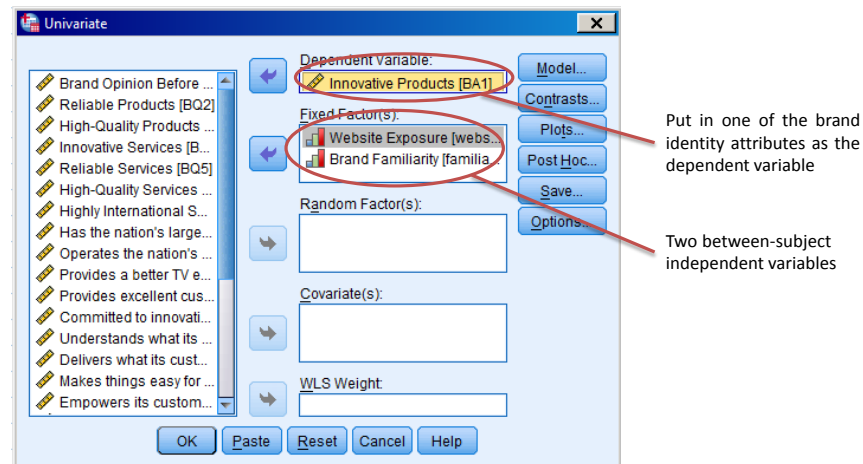 Univariate
Brand Opinion Before ...
Reliable Products [BQ2]
High-Quality Products ...
Innovative Services [B...
Reliable Services [BQ5]
High-Quality Services ...
Highly International S...
Has the nation's large...
Operates the nation's ...
Provides a better TV e...
Provides excellent cus...
Committed to innovati...
Understands what its ...
Delivers what its cust...
Makes things easy for ...
Empowers its custom...
Dependent Variable:
Innovative Products [BA1]
Fixed Factor(s):
Website Exposure [webs...
Brand Familiarity [familia...
Random Factor(s):
Covariate(s):
WLS Weight:
Model...
Contrasts...
Plots...
Post Hoc...
Save...
Options...
OK
Paste
Reset
Cancel
Help
Put in one of the brand
identity attributes as the
dependent variable
Two between-subject
independent variables